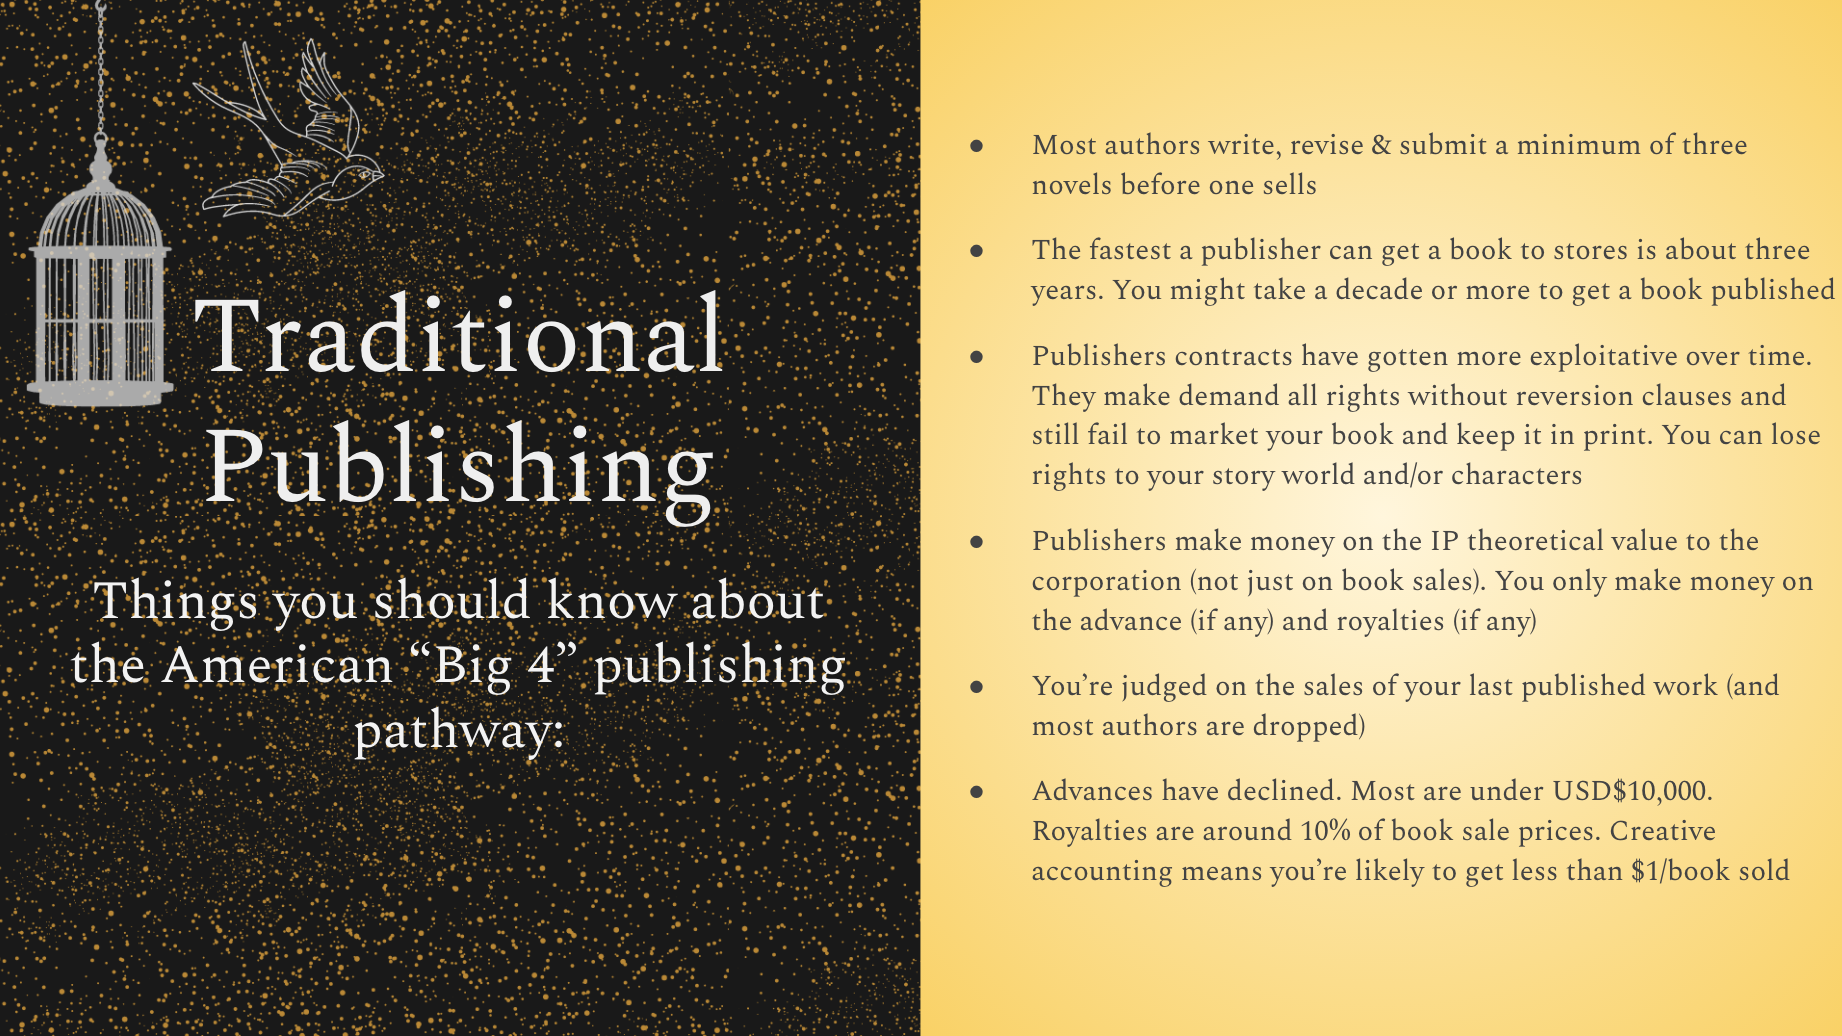 Traditional
Publishing
Things you should know about
the American “Big 4” publishing
pathway:
● Most authors write, revise & submit a minimum of three
novels before one sells
● The fastest a publisher can get a book to stores is about three
years. You might take a decade or more to get a book published
● Publishers contracts have gotten more exploitative over time.
They make demand all rights without reversion clauses and
still fail to market your book and keep it in print. You can lose
rights to your story world and/or characters
● Publishers make money on the IP theoretical value to the
corporation (not just on book sales). You only make money on
the advance (if any) and royalties (if any)
● You’re judged on the sales of your last published work (and
most authors are dropped)
● Advances have declined. Most are under USD$10,000.
Royalties are around 10% of book sale prices. Creative
accounting means you’re likely to get less than $1/book sold